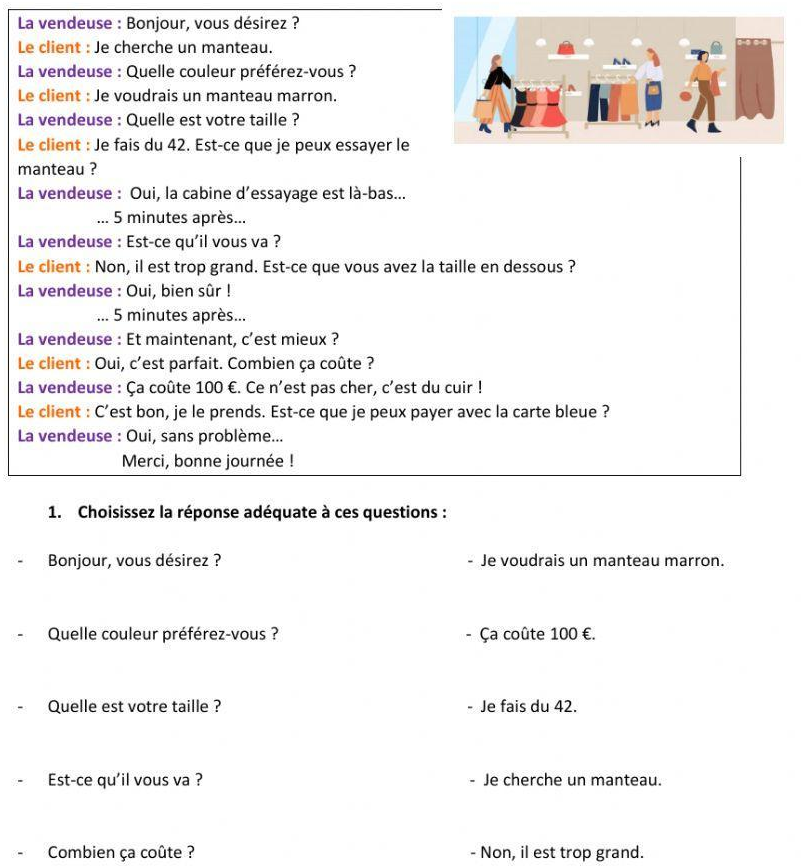 La vendeuse : Bonjour, vous désirez ?
Le client : Je cherche un manteau.
La vendeuse : Quelle couleur préférez-vous ?
Le client : Je voudrais un manteau marron.
La vendeuse : Quelle est votre taille ?
Le client : Je fais du 42. Est-ce que je peux essayer le
manteau ?
La vendeuse : Oui, la cabine d’essayage est là-bas...
... 5 minutes après...
La vendeuse : Est-ce qu’il vous va ?
Le client : Non, il est trop grand. Est-ce que vous avez la taille en dessous ?
La vendeuse : Oui, bien sûr !
... 5 minutes après...
La vendeuse : Et maintenant, c’est mieux ?
Le client : Oui, c’est parfait. Combien ça coûte ?
La vendeuse : Ça coûte 100 €. Ce n’est pas cher, c’est du cuir !
Le client : C’est bon, je le prends. Est-ce que je peux payer avec la carte bleue ?
La vendeuse : Oui, sans problème...
Merci, bonne journée !
1. Choisissez la réponse adéquate à ces questions :
- Bonjour, vous désirez ? - Je voudrais un manteau marron.
- Quelle couleur préférez-vous ? - Ça coûte 100 €.
- Quelle est votre taille ? - Je fais du 42.
- Est-ce qu’il vous va ? - Je cherche un manteau.
- Combien ça coûte ? - Non, il est trop grand.